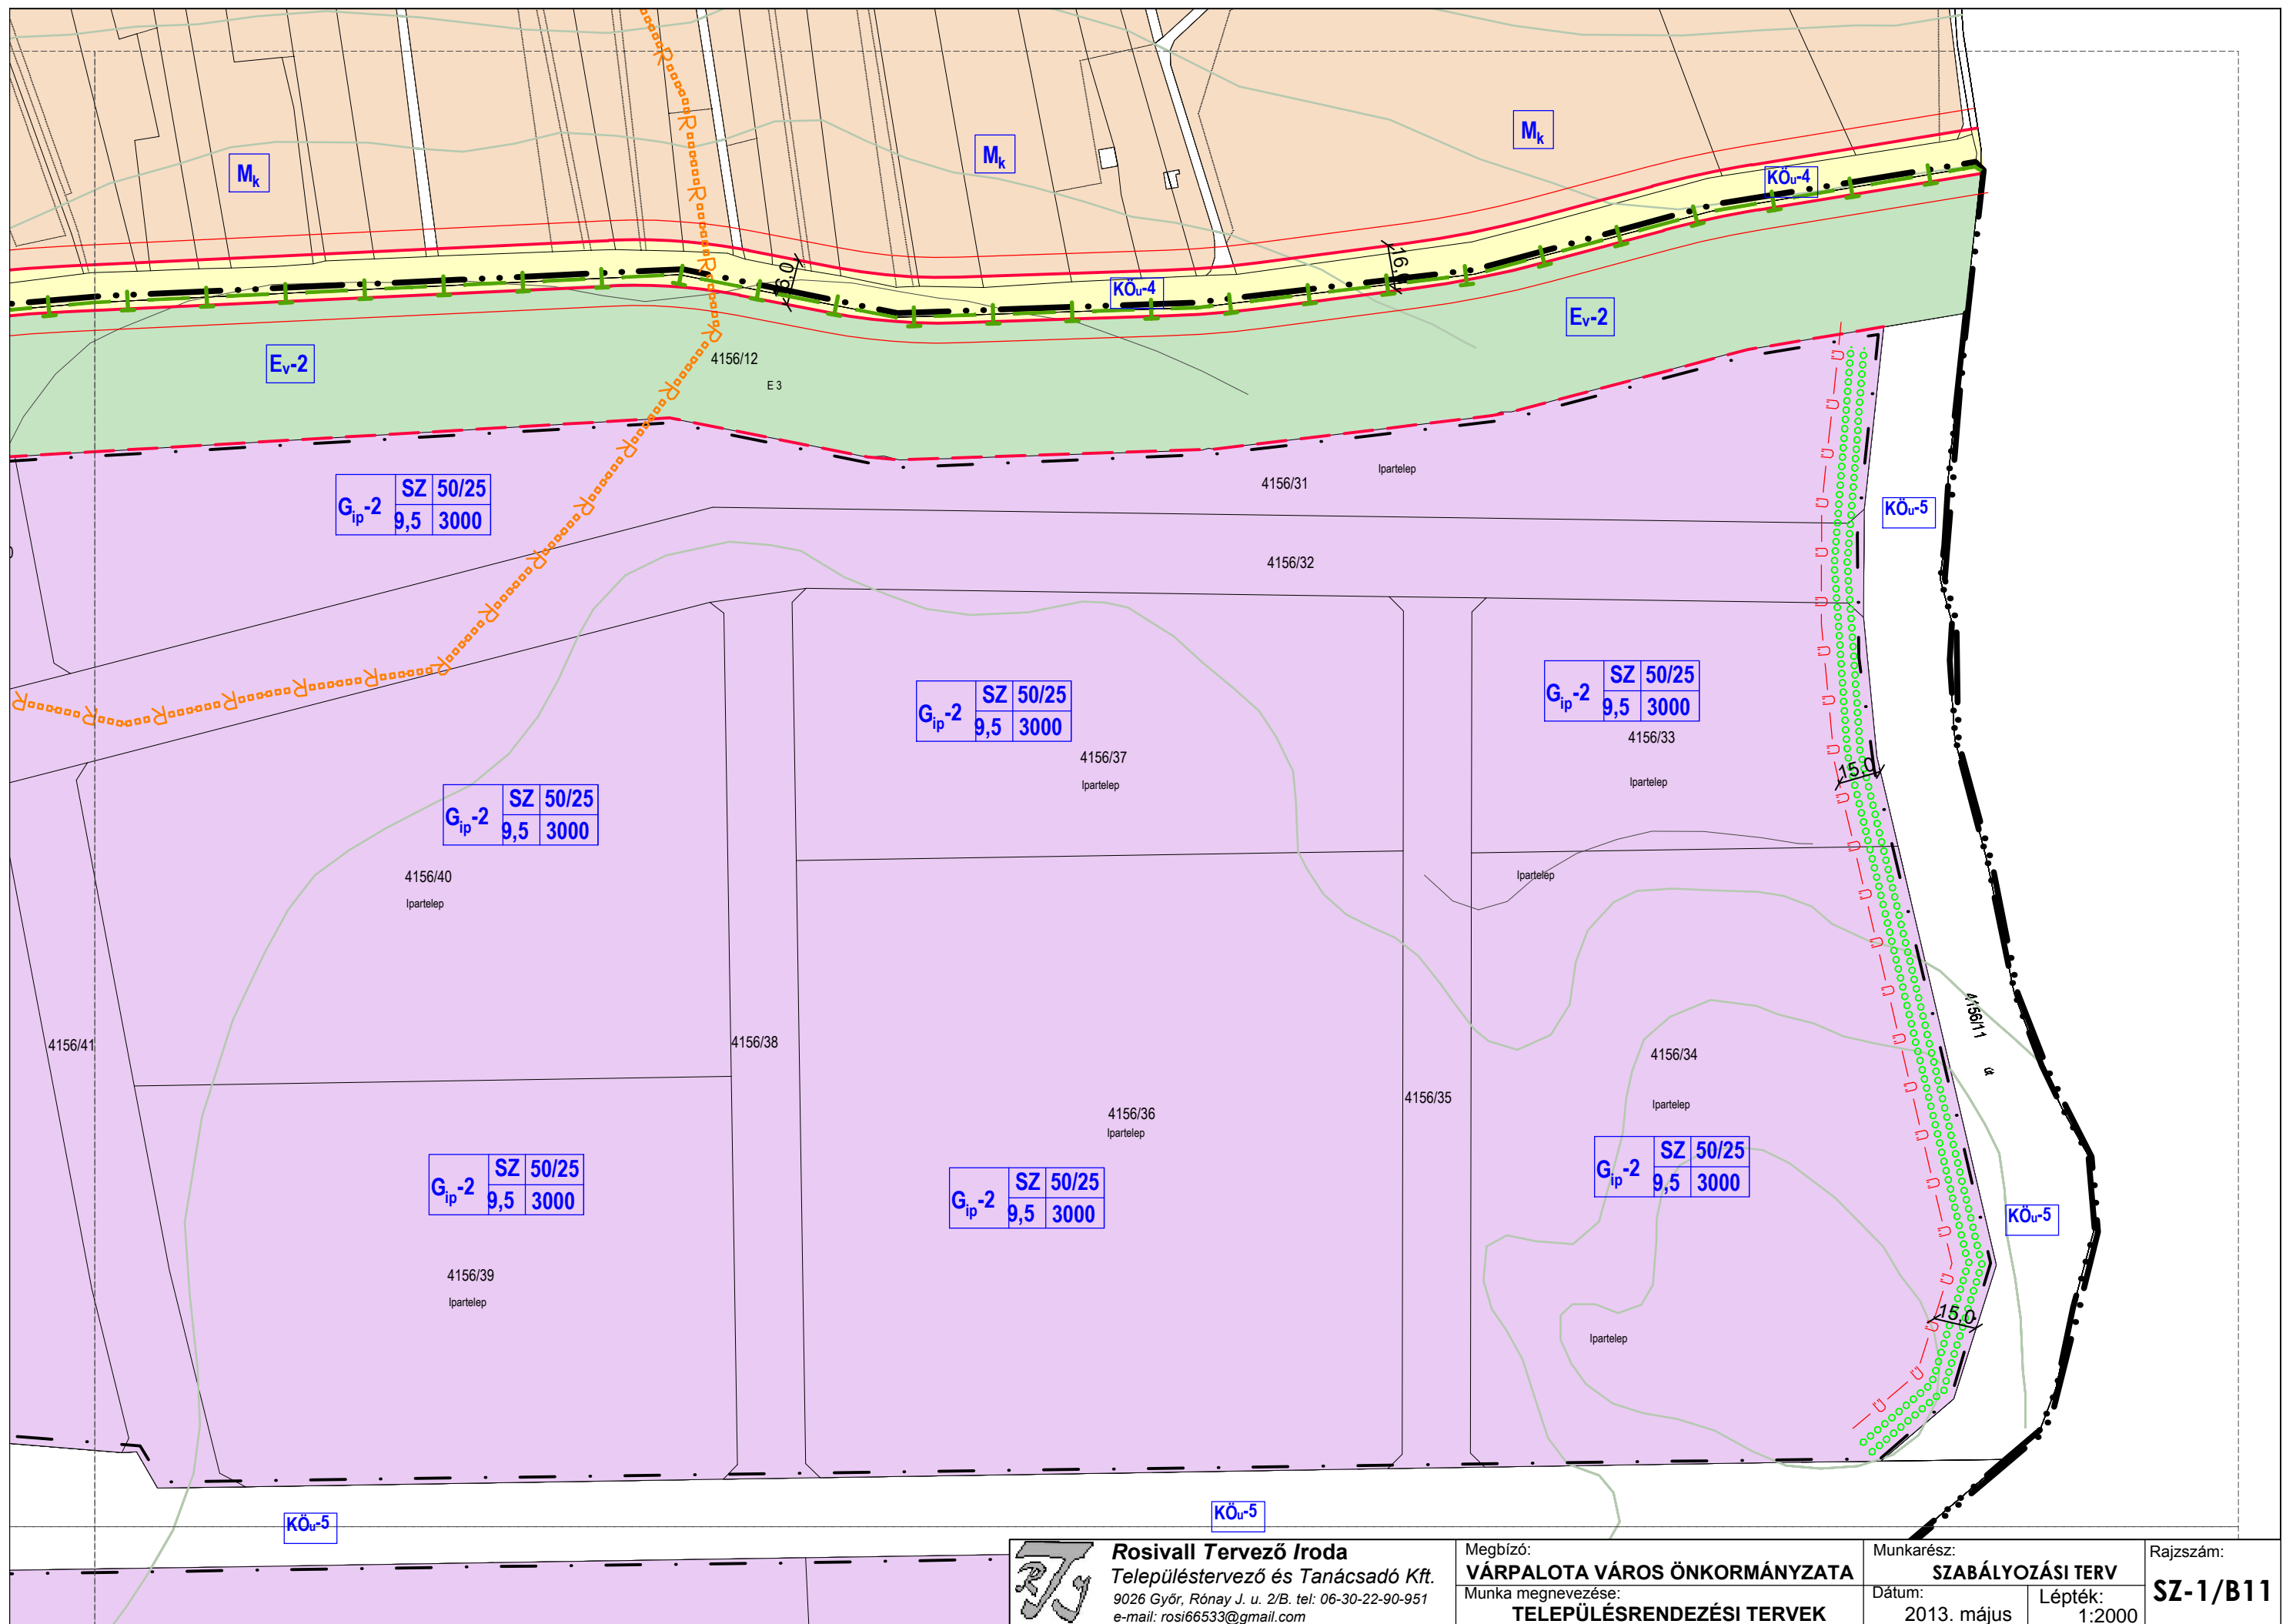 Mk
Mk
Mk
KÖu-4
16,0
KÖu-4
Ev-2
Ev-2
4156/12
E 3
Gip-2 SZ 50/25
9,5 3000
4156/31
Ipartelep
KÖu-5
4156/32
Gip-2 SZ 50/25
9,5 3000
4156/37
Ipartelep
Gip-2 SZ 50/25
9,5 3000
4156/33
Ipartelep
15,0
Gip-2 SZ 50/25
9,5 3000
4156/40
Ipartelep
Ipartelep
4156/41
4156/38
4156/34
Ipartelep
4156/11
út
4156/35
4156/36
Ipartelep
Gip-2 SZ 50/25
9,5 3000
Gip-2 SZ 50/25
9,5 3000
Gip-2 SZ 50/25
9,5 3000
KÖu-5
4156/39
Ipartelep
15,0
Ipartelep
KÖu-5
KÖu-5
Rosivall Tervező Iroda
Településtervező és Tanácsadó Kft.
9026 Győr, Rónay J. u. 2/B. tel: 06-30-22-90-951
e-mail: rosi66533@gmail.com
Megbízó:
VÁRPALOTA VÁROS ÖNKORMÁNYZATA
Munka megnevezése:
TELEPÜLÉSRENDEZÉSI TERVEK
Munkarész:
SZABÁLYOZÁSI TERV
Dátum:
2013. május
Lépték:
1:2000
Rajzszám:
SZ-1/B11